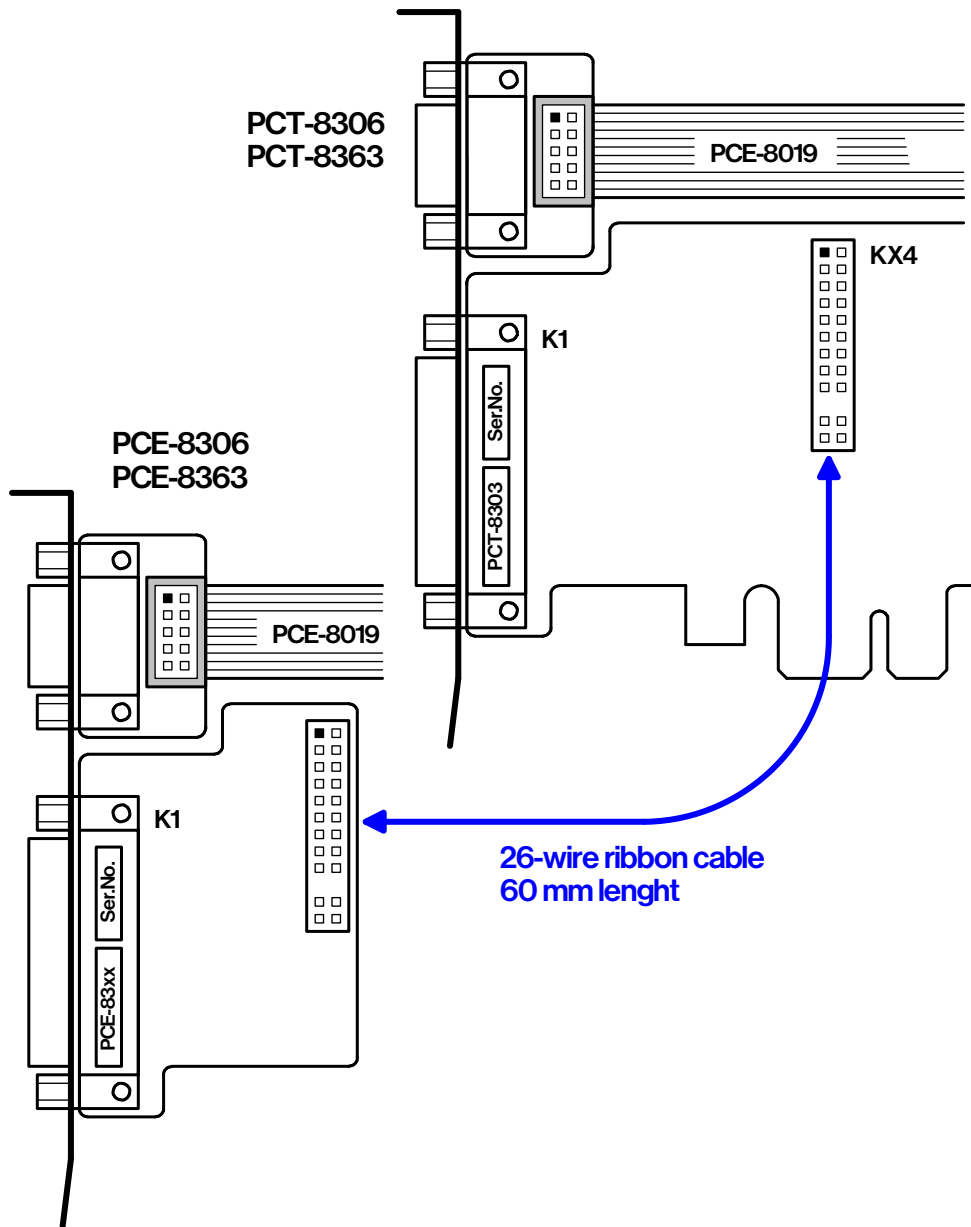 PCT-8306
PCT-8363
PCE-8019
KX4
K1
Ser.No.
PCT-8303
PCE-8306
PCE-8363
PCE-8019
K1
Ser.No.
PCE-83xx
26-wire ribbon cable
60 mm lenght